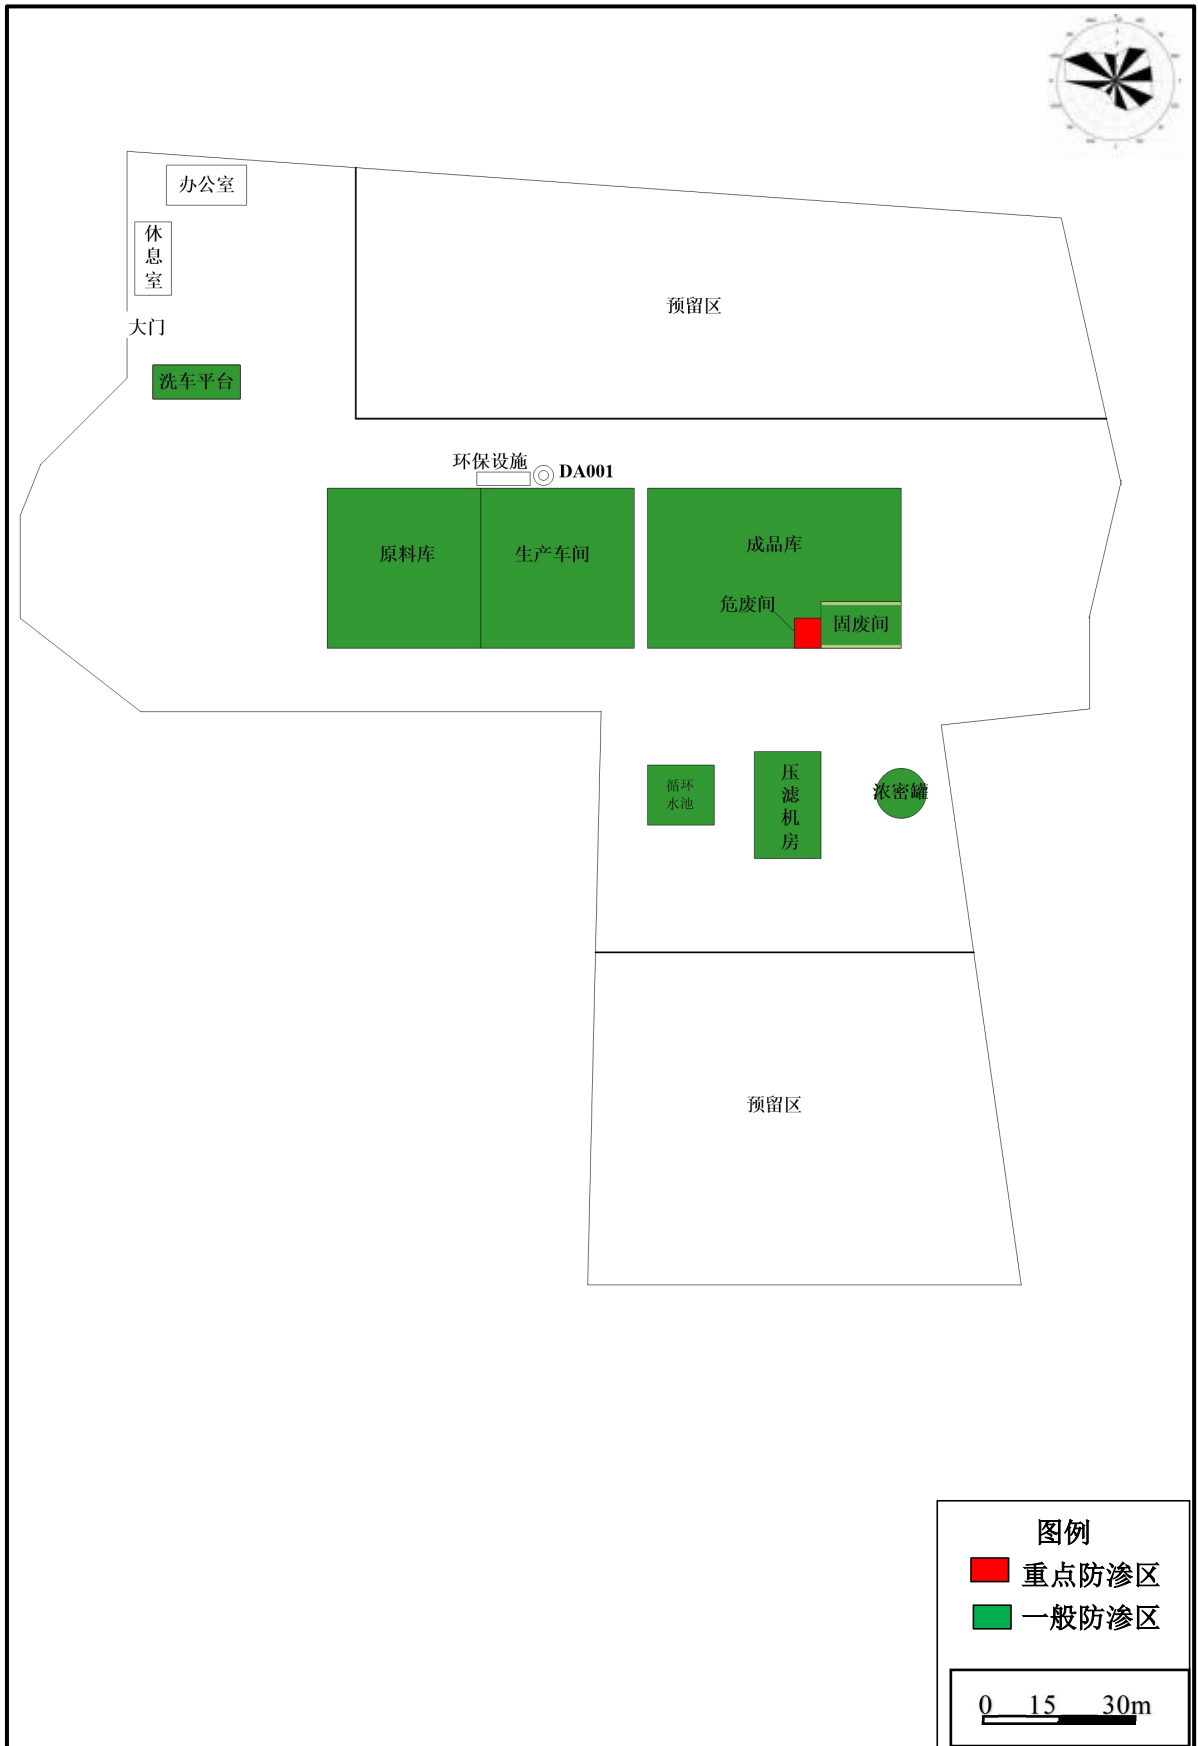 办公室
休息室
预留区
大门
洗车平台
环保设施
DA001
原料库
生产车间
成品库
危废间
固废间
循环
水池
压滤机房
浓密罐
预留区
图例
重点防渗区
一般防渗区
0 15 30m